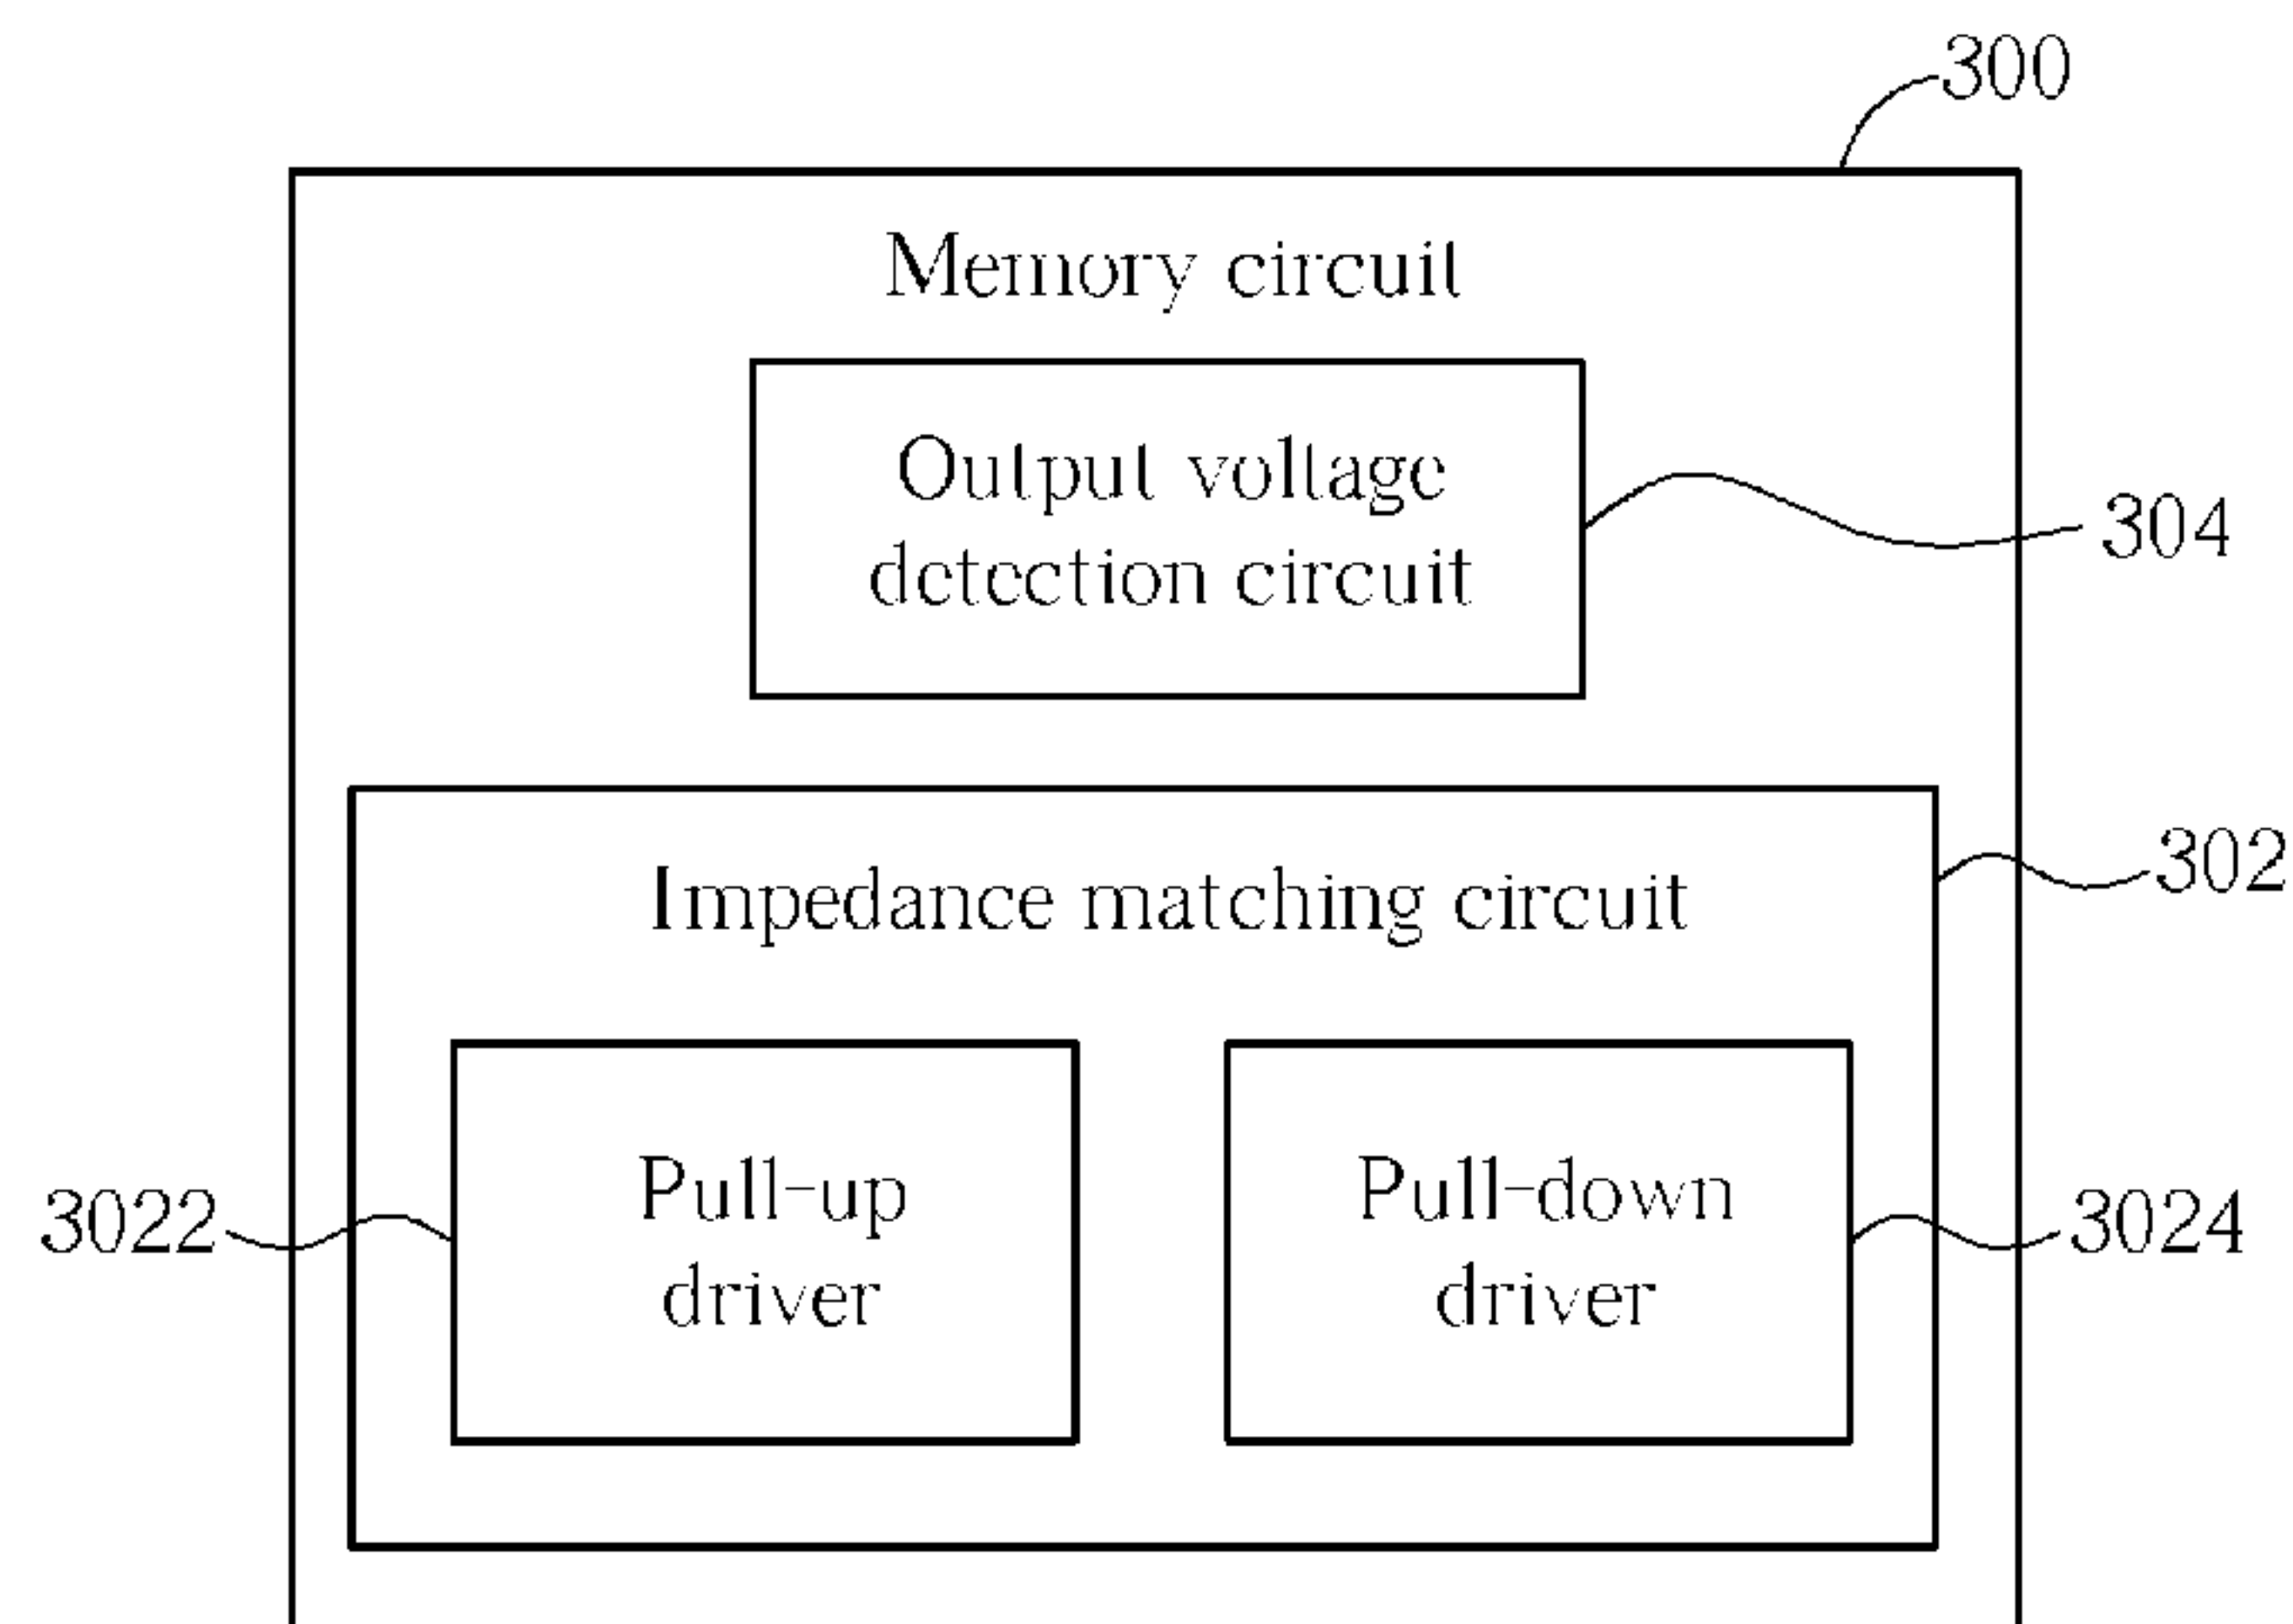 300
Memory circuit
Output voltage
detection circuit
304
Impedance matching circuit
302
Pull-up
driver
Pull-down
driver
3022
3024